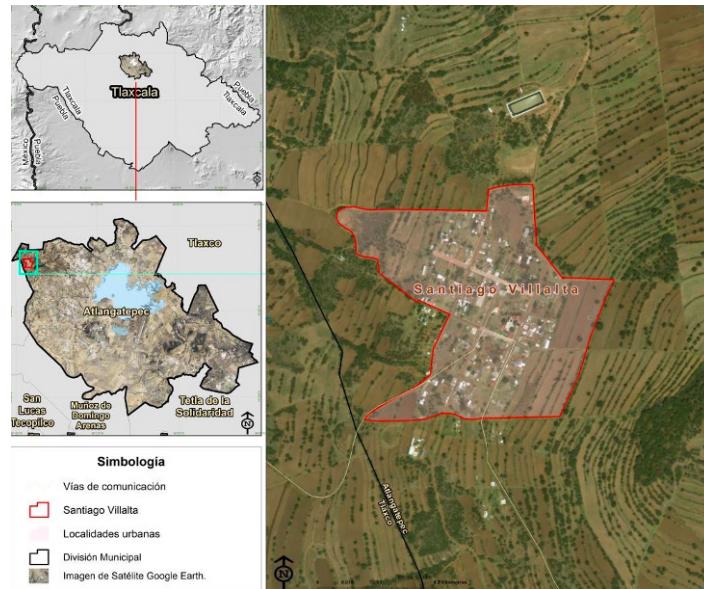 Tlaxcala
Tlaxcala
Puebla
Puebla
Tlaxcala
México
Puebla
N
Tlaxco
Atlangatepec
San
Lucas
Tecopilco
Muñoz de
Domingo
Arenas
Tetla de la
Solidaridad
N
Simbología
Vías de comunicación
Santiago Villalta
Localidades urbanas
División Municipal
Imagen de Satélite Google Earth.
Santiago Villalta
Atlangatepec
Tlaxco
N